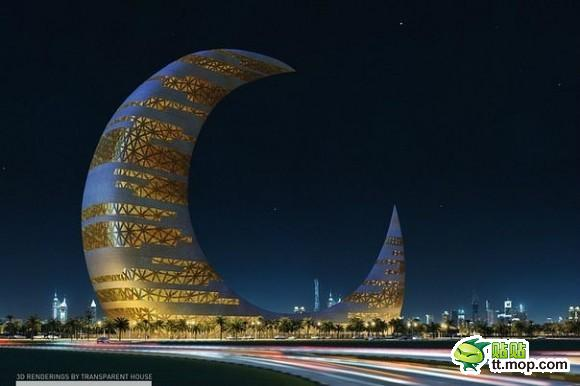 3D RENDERINGS BY TRANSPARENT HOUSE
贴贴
tt.mop.com